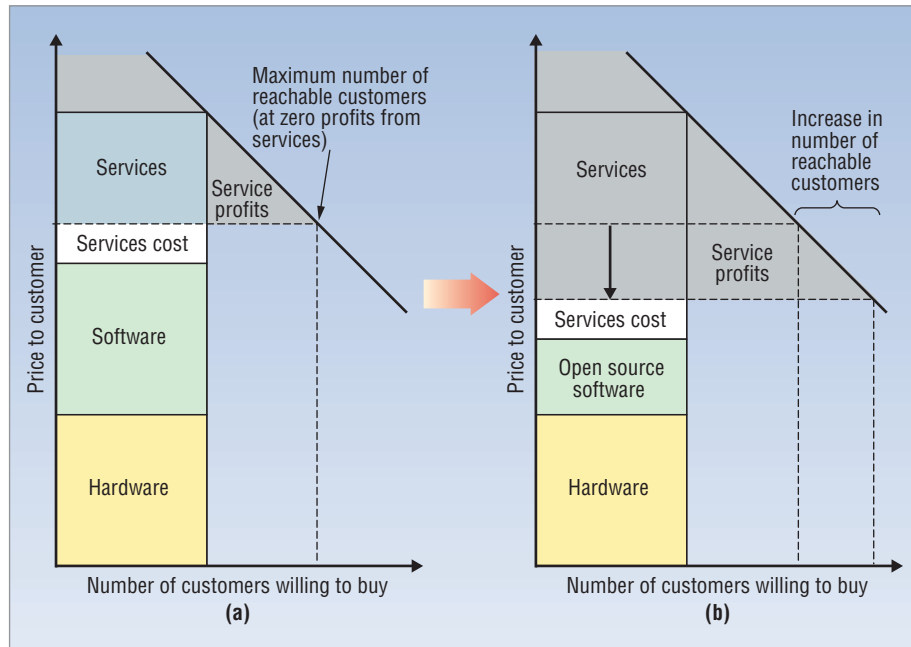 Maximum number of
reachable customers
(at zero profits from
services)
Services
Service
profits
Services cost
Software
Hardware
Price to customer
Number of customers willing to buy
(a)
Increase in
number of
reachable
customers
Services
Service
profits
Services cost
Open source
software
Hardware
Price to customer
Number of customers willing to buy
(b)